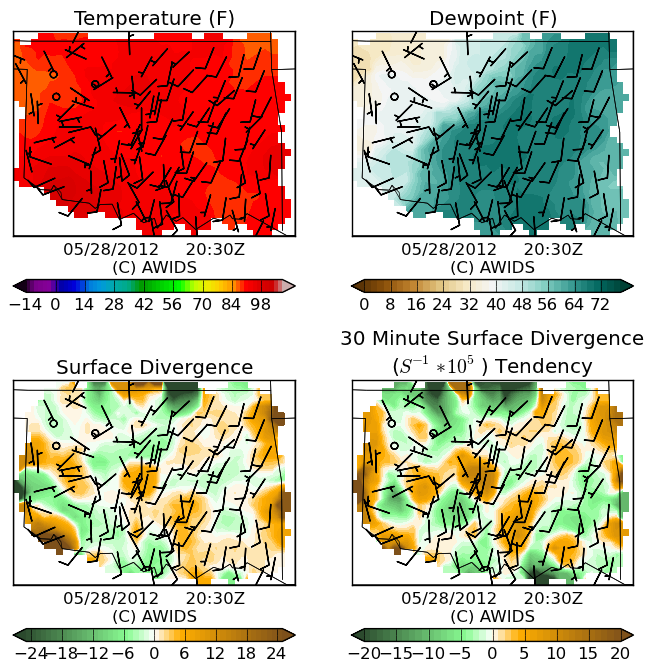 Temperature (F)
Dewpoint (F)
05/28/2012 20:30Z
(C) AWIDS
05/28/2012 20:30Z
(C) AWIDS
−14 0 14 28 42 56 70 84 98
0 8 16 24 32 40 48 56 64 72
Surface Divergence
30 Minute Surface Divergence
(S^{-1} *10^5 ) Tendency
05/28/2012 20:30Z
(C) AWIDS
05/28/2012 20:30Z
(C) AWIDS
−24−18−12 −6 0 6 12 18 24
−20−15−10 −5 0 5 10 15 20